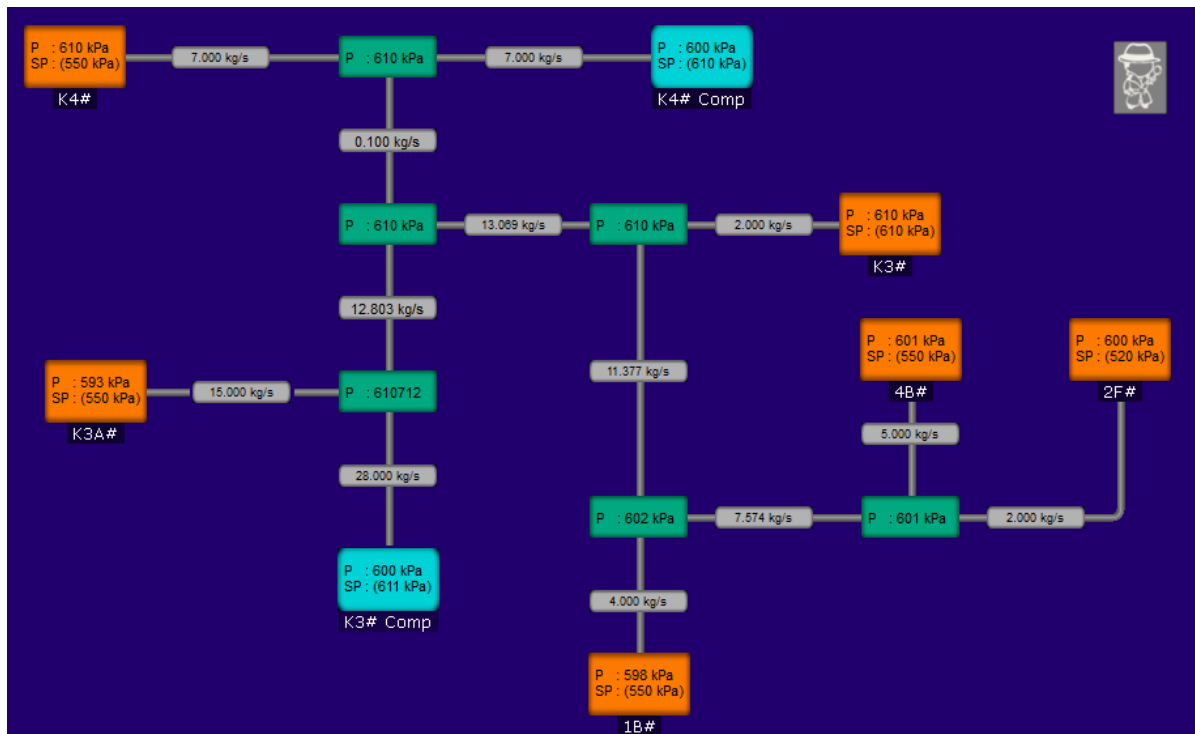 P : 610 kPa
SP : (550 kPa)
K4#
7.000 kg/s
P : 610 kPa
7.000 kg/s
P : 600 kPa
SP : (610 kPa)
K4# Comp
0.100 kg/s
P : 610 kPa
13.069 kg/s
P : 610 kPa
2.000 kg/s
P : 610 kPa
SP : (610 kPa)
K3#
12.803 kg/s
P : 593 kPa
SP : (550 kPa)
K3A#
15.000 kg/s
P : 610712
11.377 kg/s
P : 601 kPa
SP : (550 kPa)
4B#
P : 600 kPa
SP : (520 kPa)
2F#
5.000 kg/s
28.000 kg/s
P : 602 kPa
7.574 kg/s
P : 601 kPa
2.000 kg/s
P : 600 kPa
SP : (611 kPa)
K3# Comp
4.000 kg/s
P : 598 kPa
SP : (550 kPa)
1B#